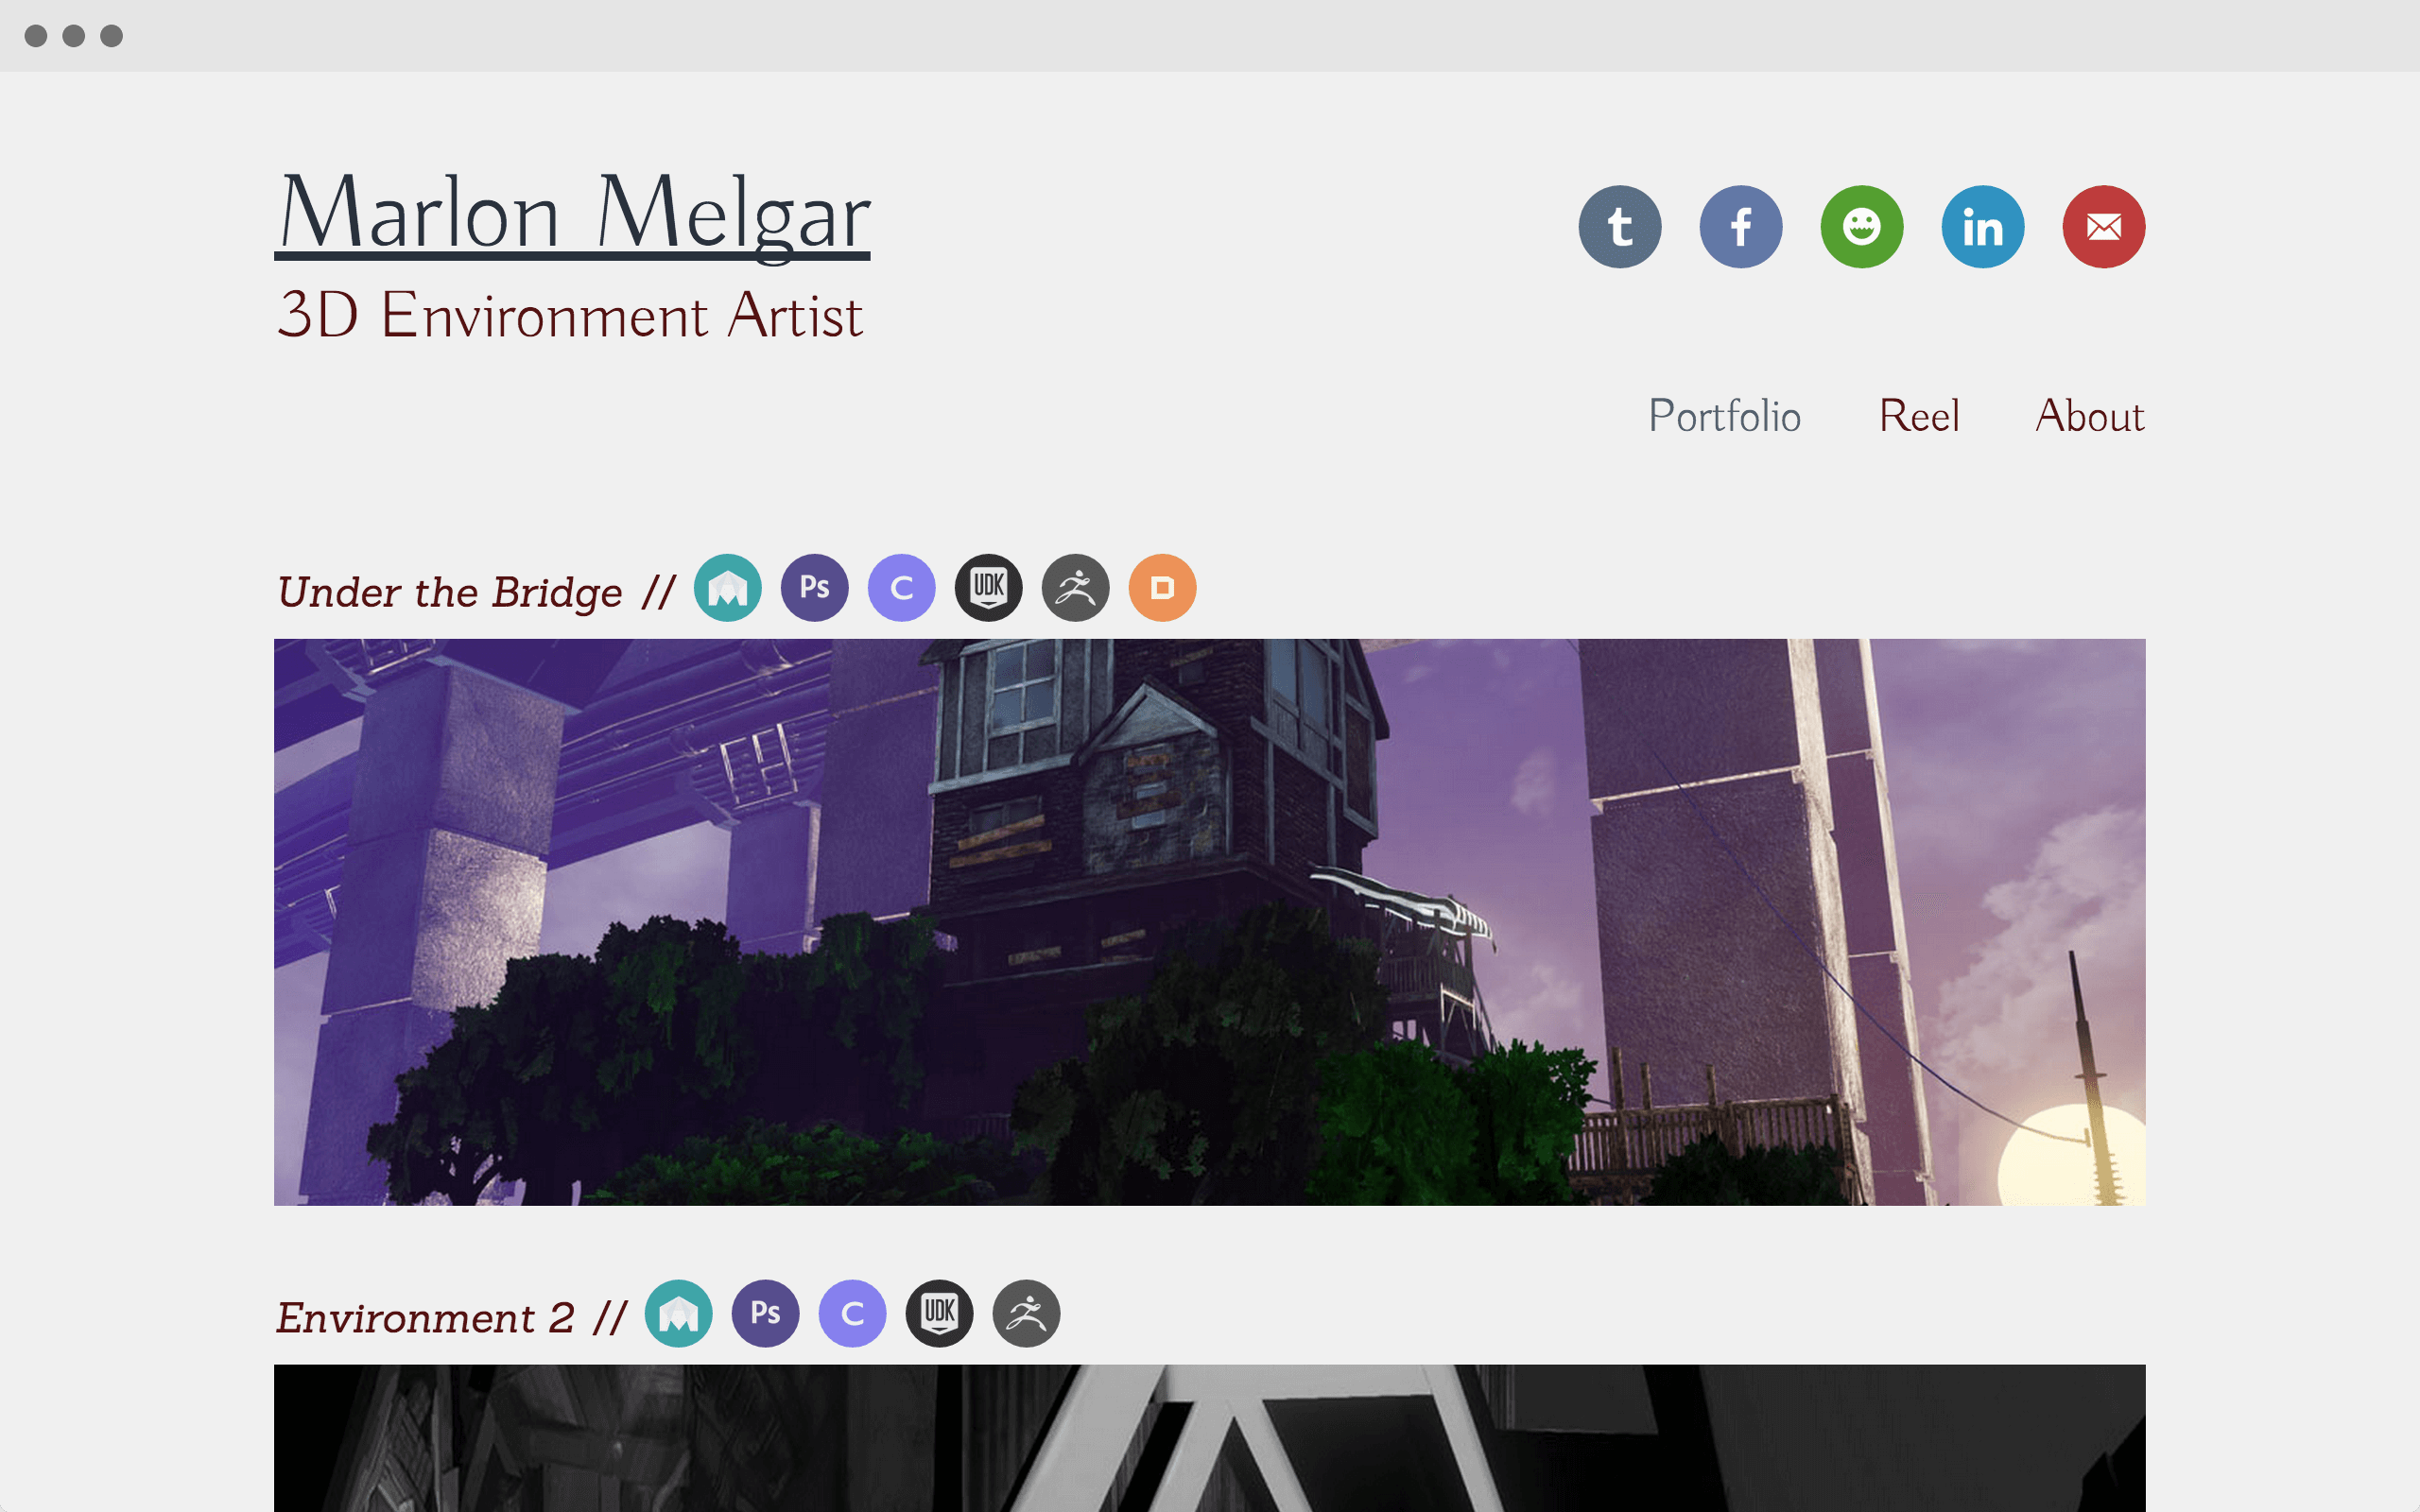 Marlon Melgar
3D Environment Artist
t f in
Portfolio Reel About
Under the Bridge // Ps C UDK
Environment 2 // Ps C UDK